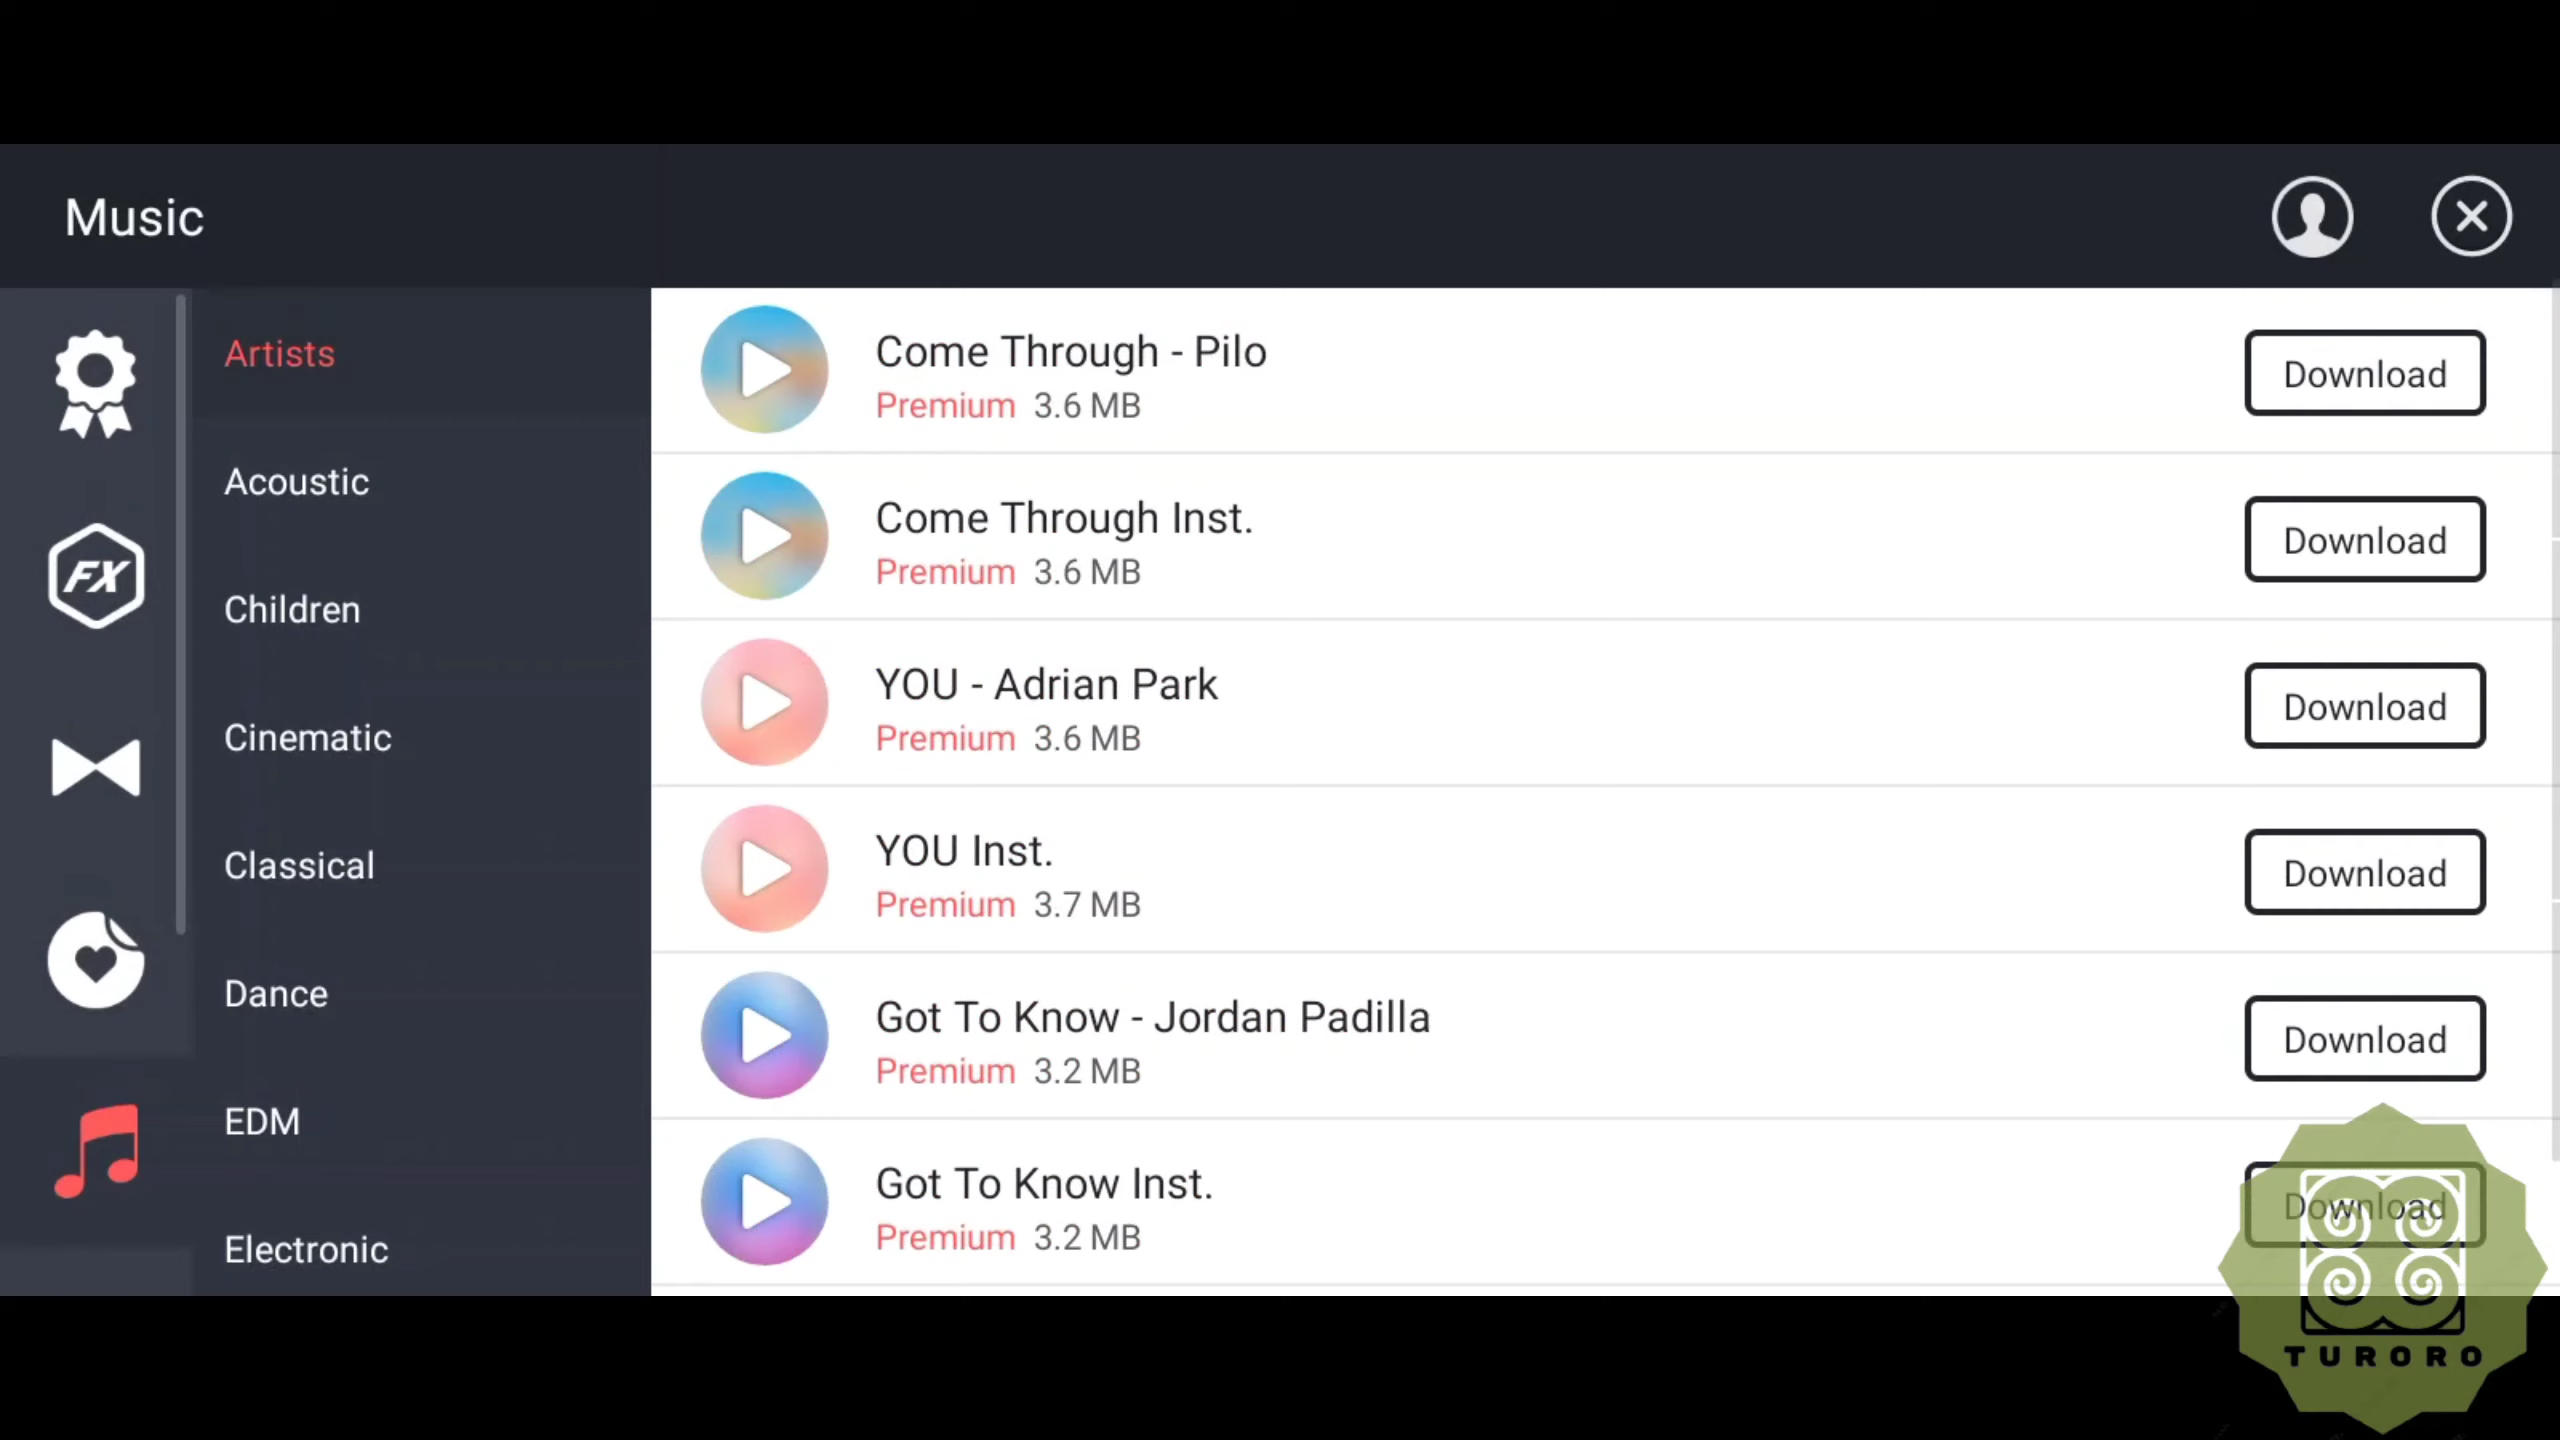 Music
Artists
Acoustic
Children
Cinematic
Classical
Dance
EDM
Electronic
FX
Come Through - Pilo
Premium 3.6 MB
Download
Come Through Inst.
Premium 3.6 MB
Download
YOU - Adrian Park
Premium 3.6 MB
Download
YOU Inst.
Premium 3.7 MB
Download
Got To Know - Jordan Padilla
Premium 3.2 MB
Download
Got To Know Inst.
Premium 3.2 MB
Download
TURORO